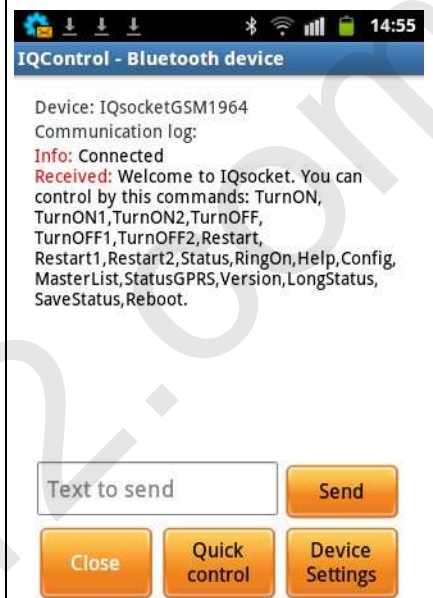 14:55
IQControl - Bluetooth device
Device: IQsocketGSM1964
Communication log:
Info: Connected
Received: Welcome to IQsocket. You can
control by this commands: TurnON,
TurnON1,TurnON2,TurnOFF,
TurnOFF1,TurnOFF2,Restart,
Restart1,Restart2,Status,RingOn,Help,Config,
MasterList,StatusGPRS,Version,LongStatus,
SaveStatus,Reboot.
Text to send
Send
Close
Quick
control
Device
Settings